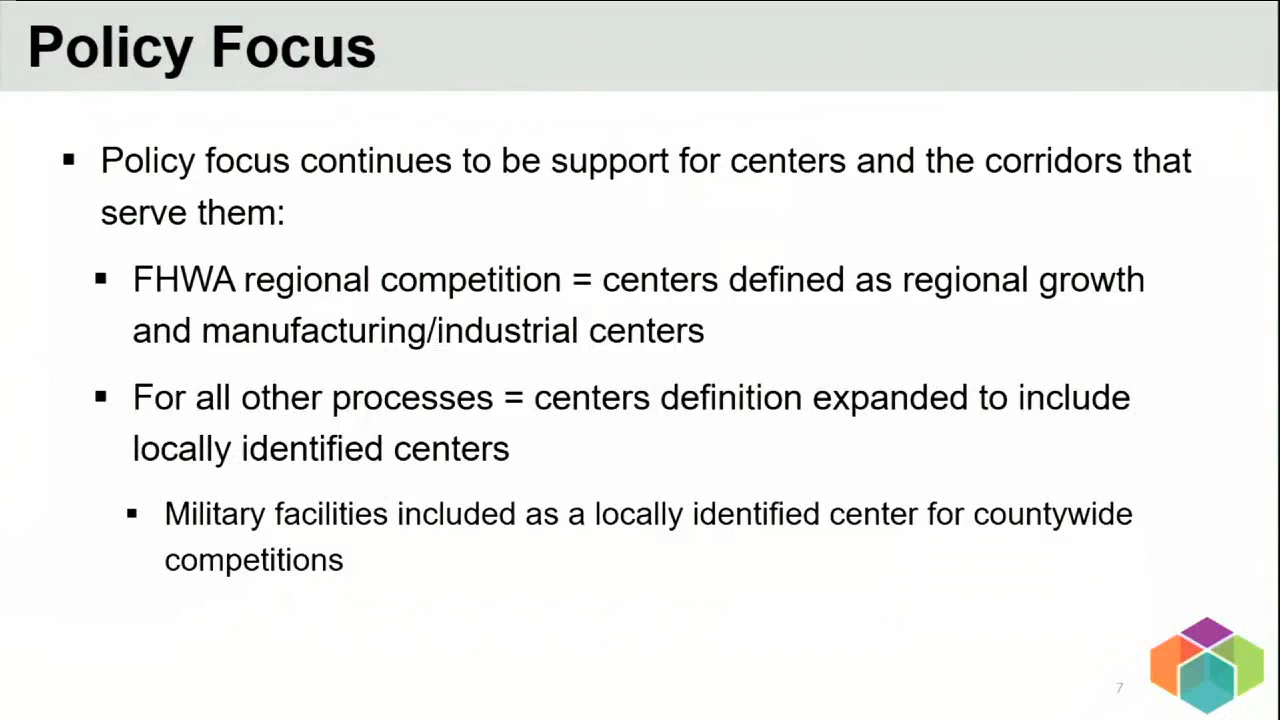 Policy Focus
▪ Policy focus continues to be support for centers and the corridors that
serve them:
▪ FHWA regional competition = centers defined as regional growth
and manufacturing/industrial centers
▪ For all other processes = centers definition expanded to include
locally identified centers
▪ Military facilities included as a locally identified center for countywide
competitions
7